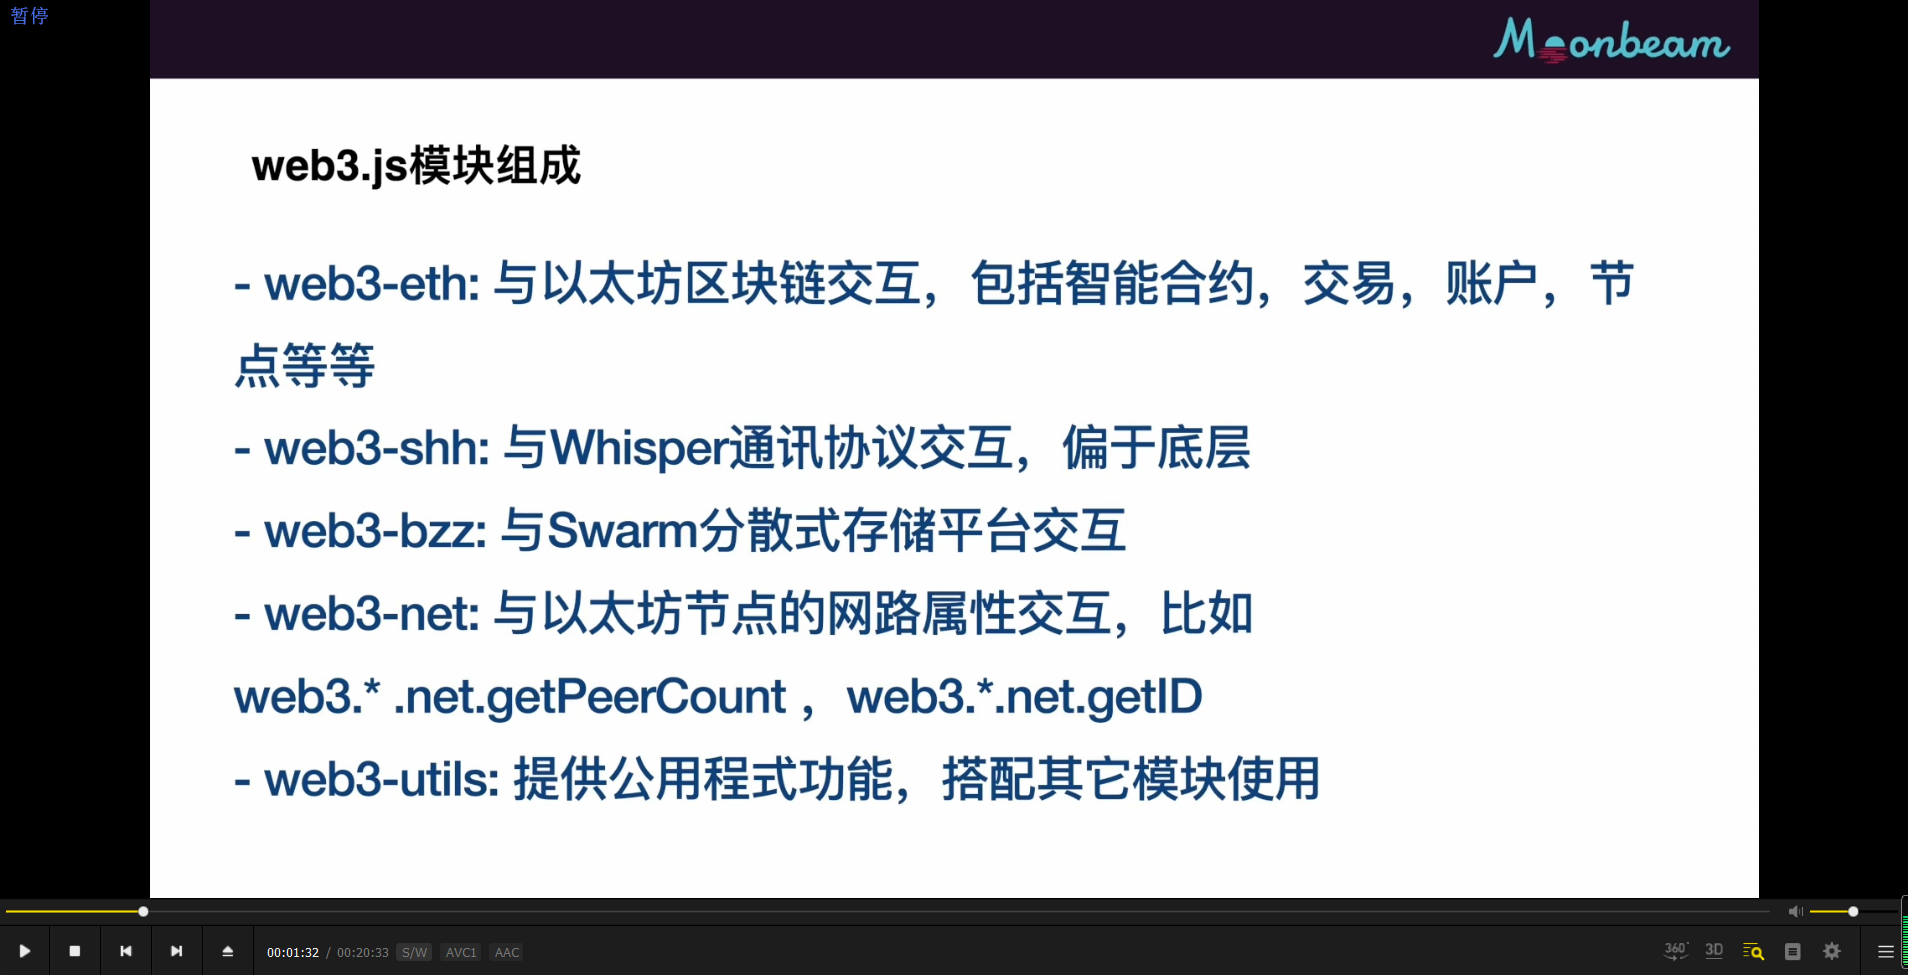 暂停
Moonbeam
web3.js模块组成
- web3-eth: 与以太坊区块链交互，包括智能合约，交易，账户，节
点等等
- web3-shh: 与Whisper通讯协议交互，偏于底层
- web3-bzz: 与Swarm分散式存储平台交互
- web3-net: 与以太坊节点的网路属性交互，比如
web3.* .net.getPeerCount ，web3.*.net.getID
- web3-utils: 提供公用程式功能，搭配其它模块使用
00:01:32 / 00:20:33 S/W AVC1 AAC 360° 3D